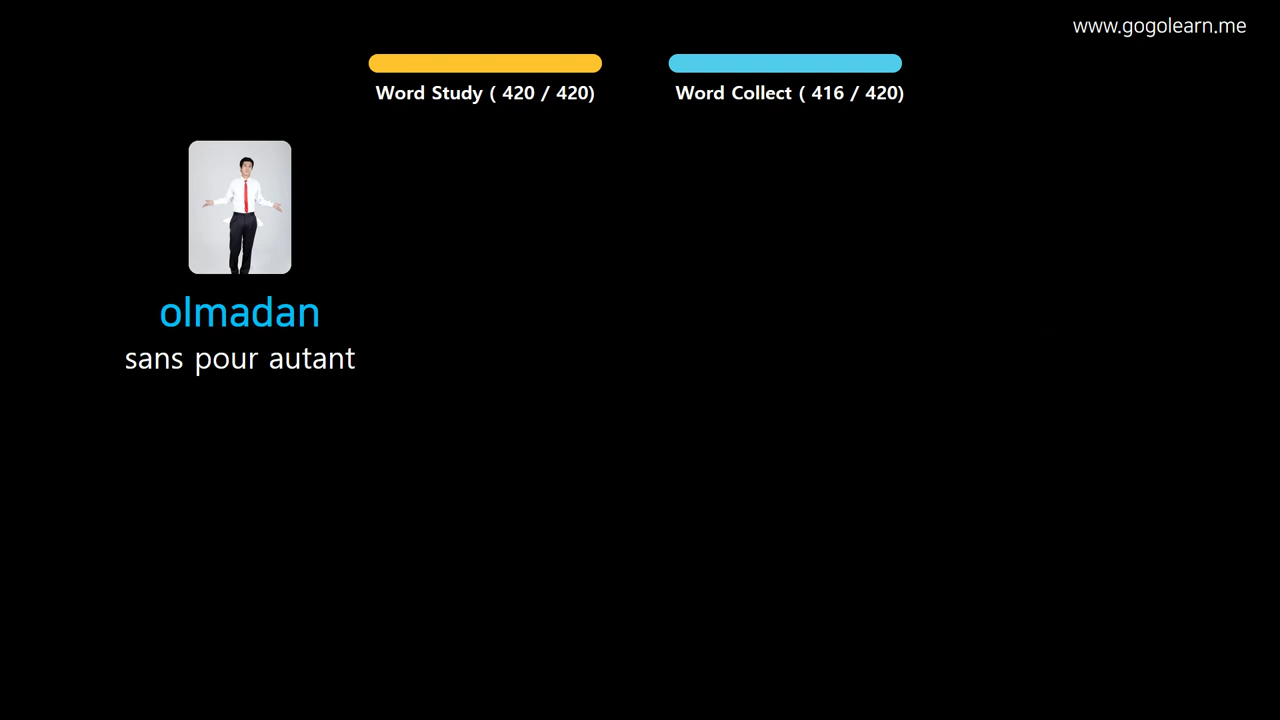 www.gogolearn.me
Word Study ( 420 / 420)
Word Collect ( 416 / 420)
olmadan
sans pour autant